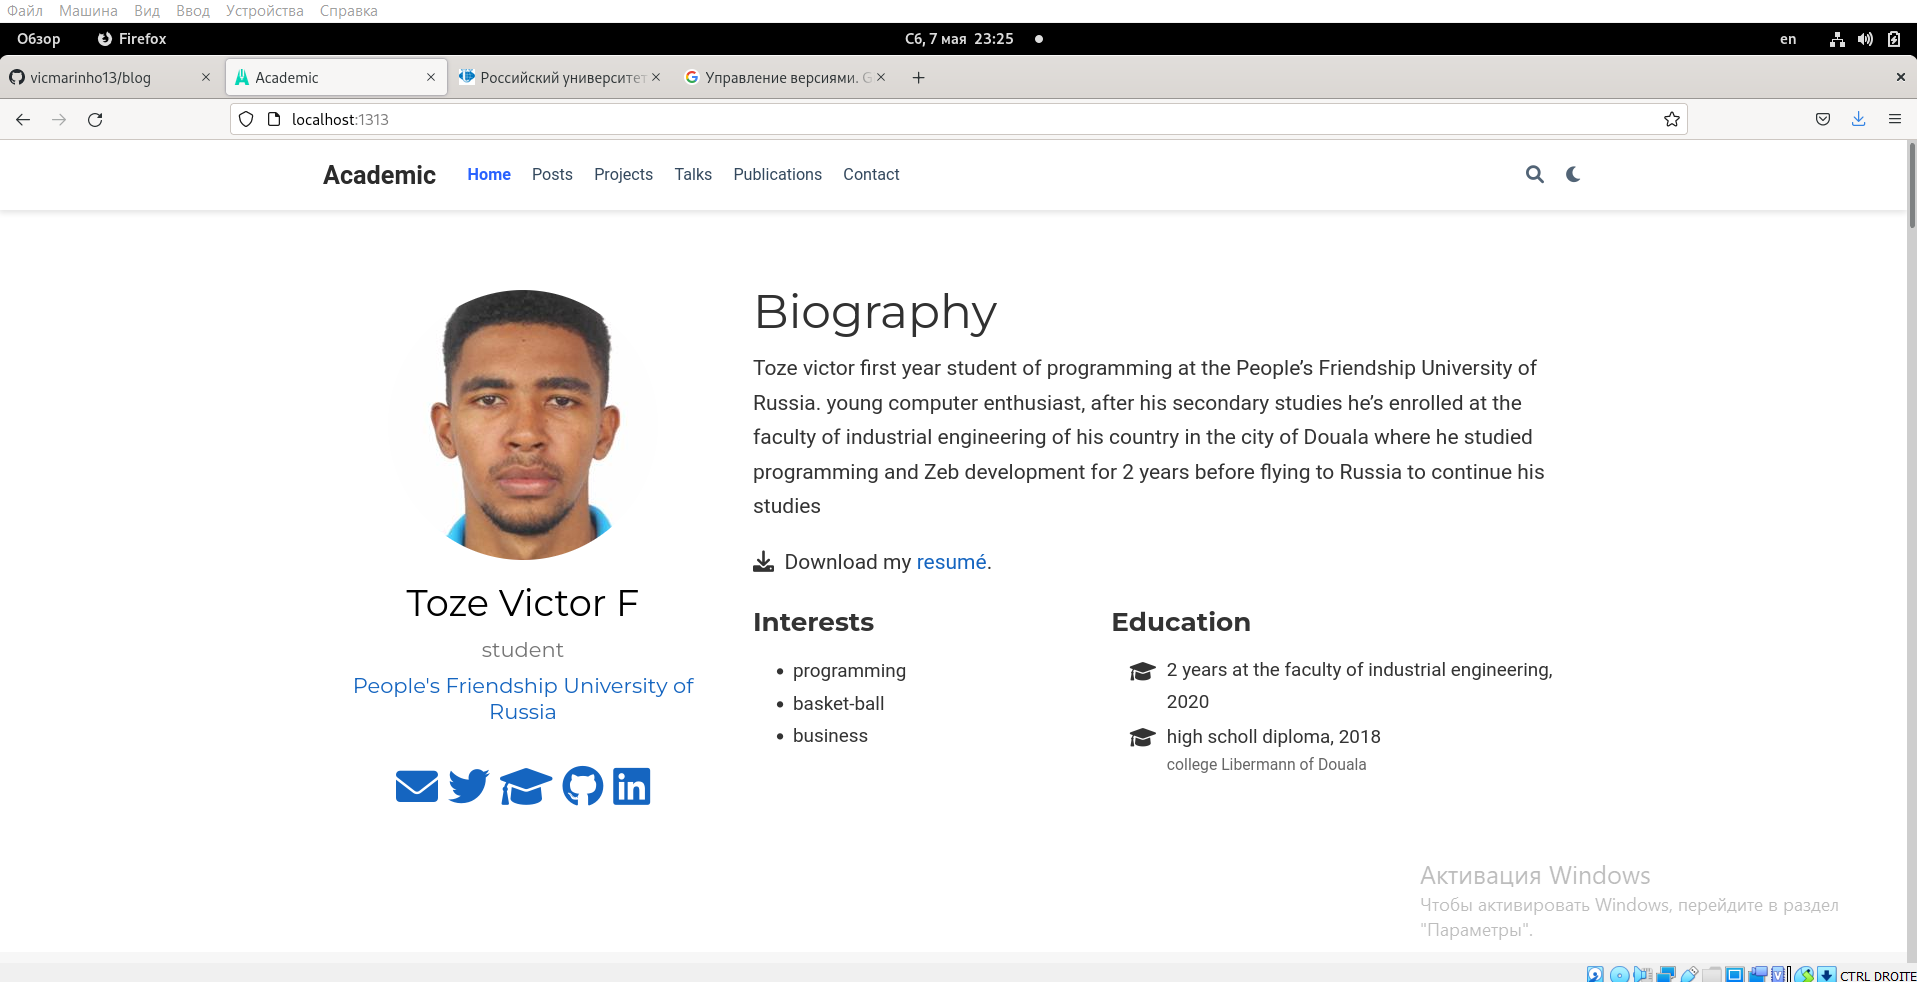 Файл Машина Вид Ввод Устройства Справка
Обзор Firefox Сб, 7 мая 23:25 en
vicmarinho13/blog Academic Российский университет Управление версиями. G
localhost:1313
Academic Home Posts Projects Talks Publications Contact
Biography
Toze victor first year student of programming at the People’s Friendship University of
Russia. young computer enthusiast, after his secondary studies he’s enrolled at the
faculty of industrial engineering of his country in the city of Douala where he studied
programming and Zeb development for 2 years before flying to Russia to continue his
studies
Download my resumé.
Toze Victor F
student
People's Friendship University of
Russia
Interests
programming
basket-ball
business
Education
2 years at the faculty of industrial engineering,
2020
high scholl diploma, 2018
college Libermann of Douala
Активация Windows
Чтобы активировать Windows, перейдите в раздел
"Параметры".
CTRL DROITE